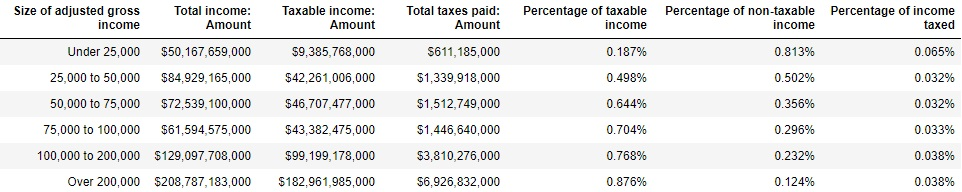 Size of adjusted gross income Total income: Amount Taxable income: Amount Total taxes paid: Amount Percentage of taxable income Percentage of non-taxable income Percentage of income taxed
Under 25,000 $50,167,659,000 $9,385,768,000 $611,185,000 0.187% 0.813% 0.065%
25,000 to 50,000 $84,929,165,000 $42,261,006,000 $1,339,918,000 0.498% 0.502% 0.032%
50,000 to 75,000 $72,539,100,000 $46,707,477,000 $1,512,749,000 0.644% 0.356% 0.032%
75,000 to 100,000 $61,594,575,000 $43,382,475,000 $1,446,640,000 0.704% 0.296% 0.033%
100,000 to 200,000 $129,097,708,000 $99,199,178,000 $3,810,276,000 0.768% 0.232% 0.038%
Over 200,000 $208,787,183,000 $182,961,985,000 $6,926,832,000 0.876% 0.124% 0.038%